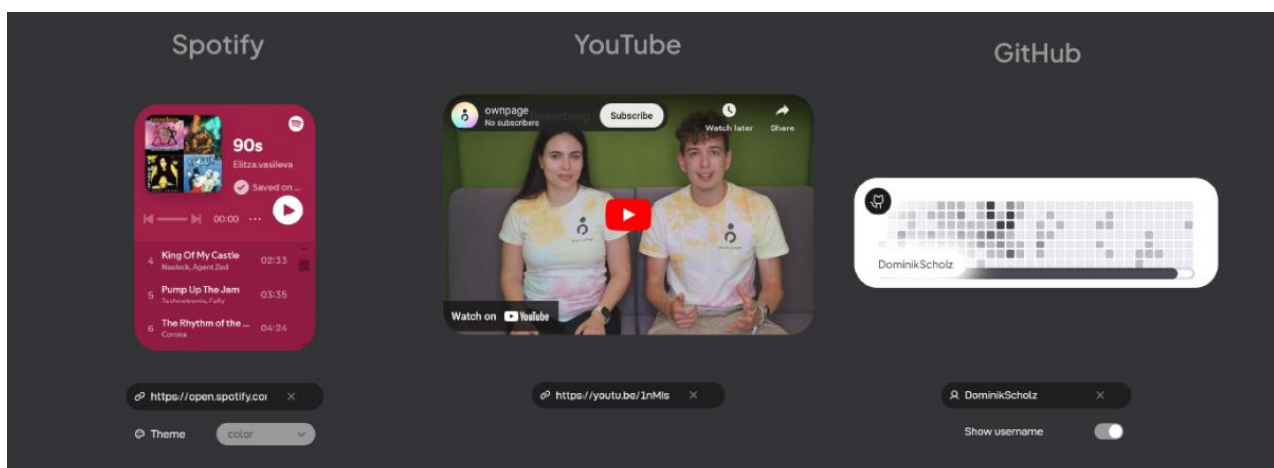 Spotify
90s
Elitza.vasileva
Saved on ...
00:00 ...
4 King Of My Castle 02:33
Naeleck, Agent Zed
5 Pump Up The Jam 03:35
Technotronic, Felly
6 The Rhythm of the ... 04:24
Corona
https://open.spotify.co
Theme color
YouTube
ownpage
No subscribers
Subscribe
Watch later Share
Watch on YouTube
https://youtu.be/1nMls
GitHub
DominikScholz
DominikScholz
Show username